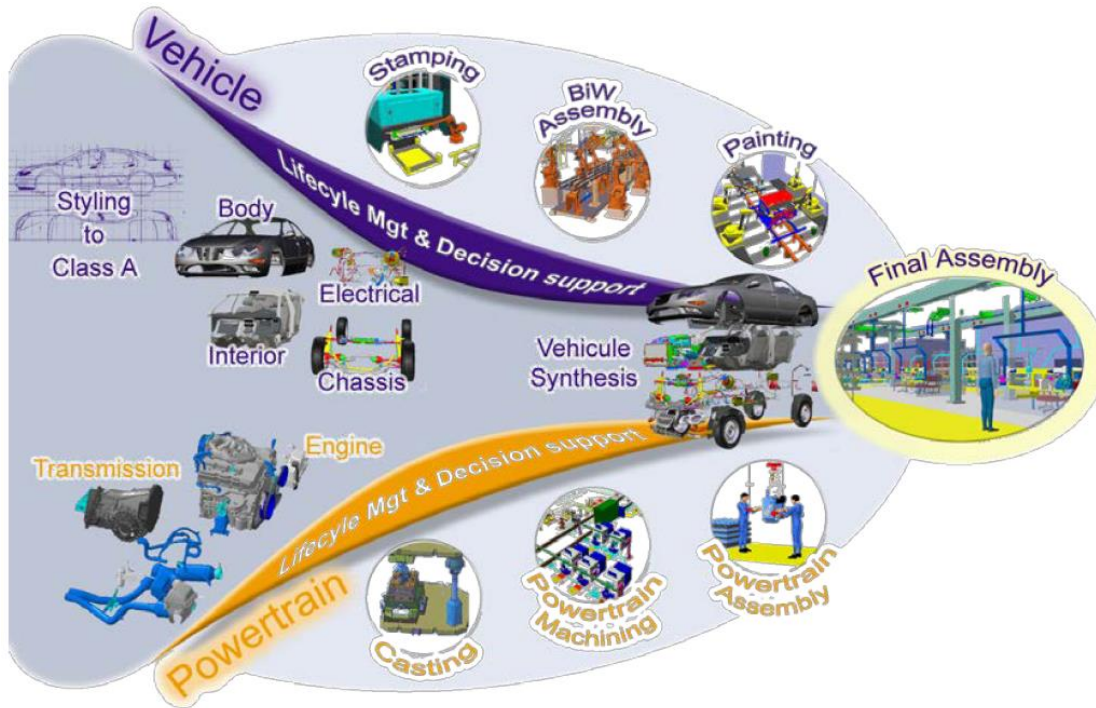 Vehicle
Stamping
BiW
Assembly
Painting
Lifecyle Mgt & Decision support
Styling
to
Class A
Body
Electrical
Interior
Chassis
Vehicule
Synthesis
Final Assembly
Engine
Transmission
Lifecyle Mgt & Decision support
Powertrain
Casting
Powertrain
Machining
Powertrain
Assembly